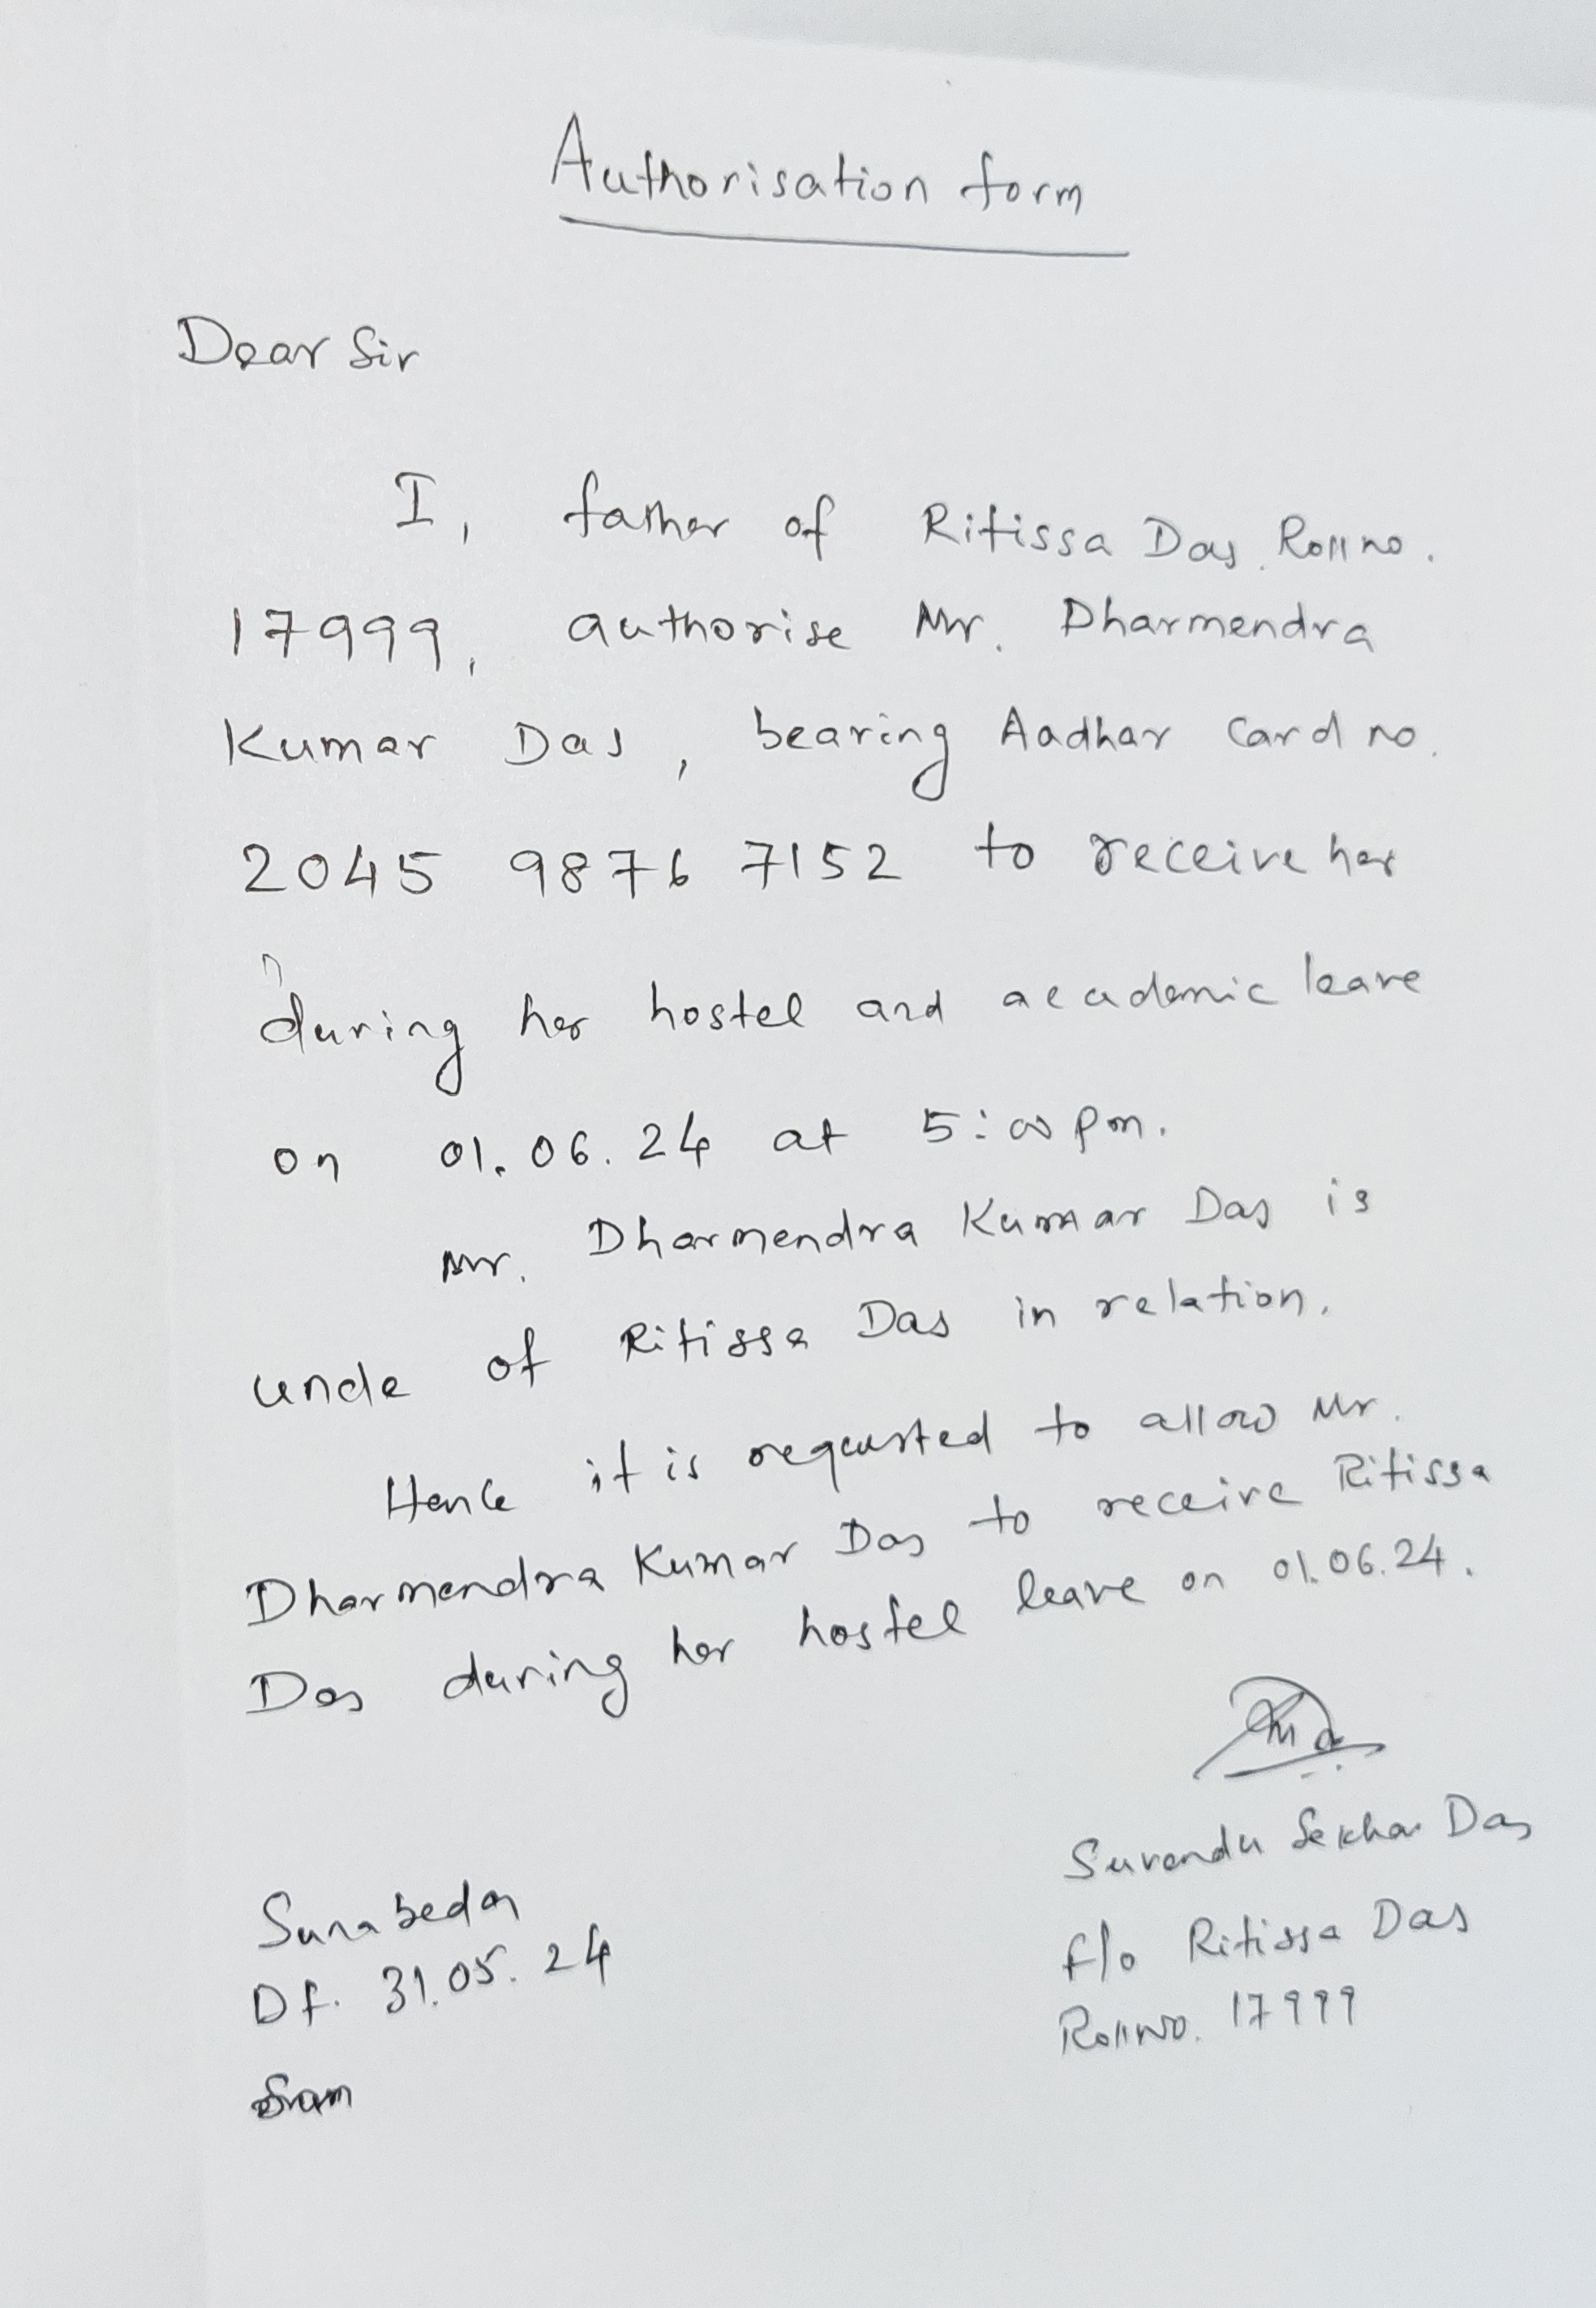 Authorisation form
Dear Sir
I, father of Ritissa Das, Roll no.
17999, authorise Mr. Dharmendra
Kumar Das, bearing Aadhar Card no.
2045 9876 7152 to receive her
during her hostel and academic leave
on 01.06.24 at 5:00 pm.
Mr. Dharmendra Kumar Das is
uncle of Ritissa Das in relation.
Hence it is requested to allow Mr.
Dharmendra Kumar Das to receive Ritissa
Das during her hostel leave on 01.06.24.
Suvendu Sekhar Das
f/o Ritissa Das
Roll no. 17999
Sunabeda
Dt. 31.05.24